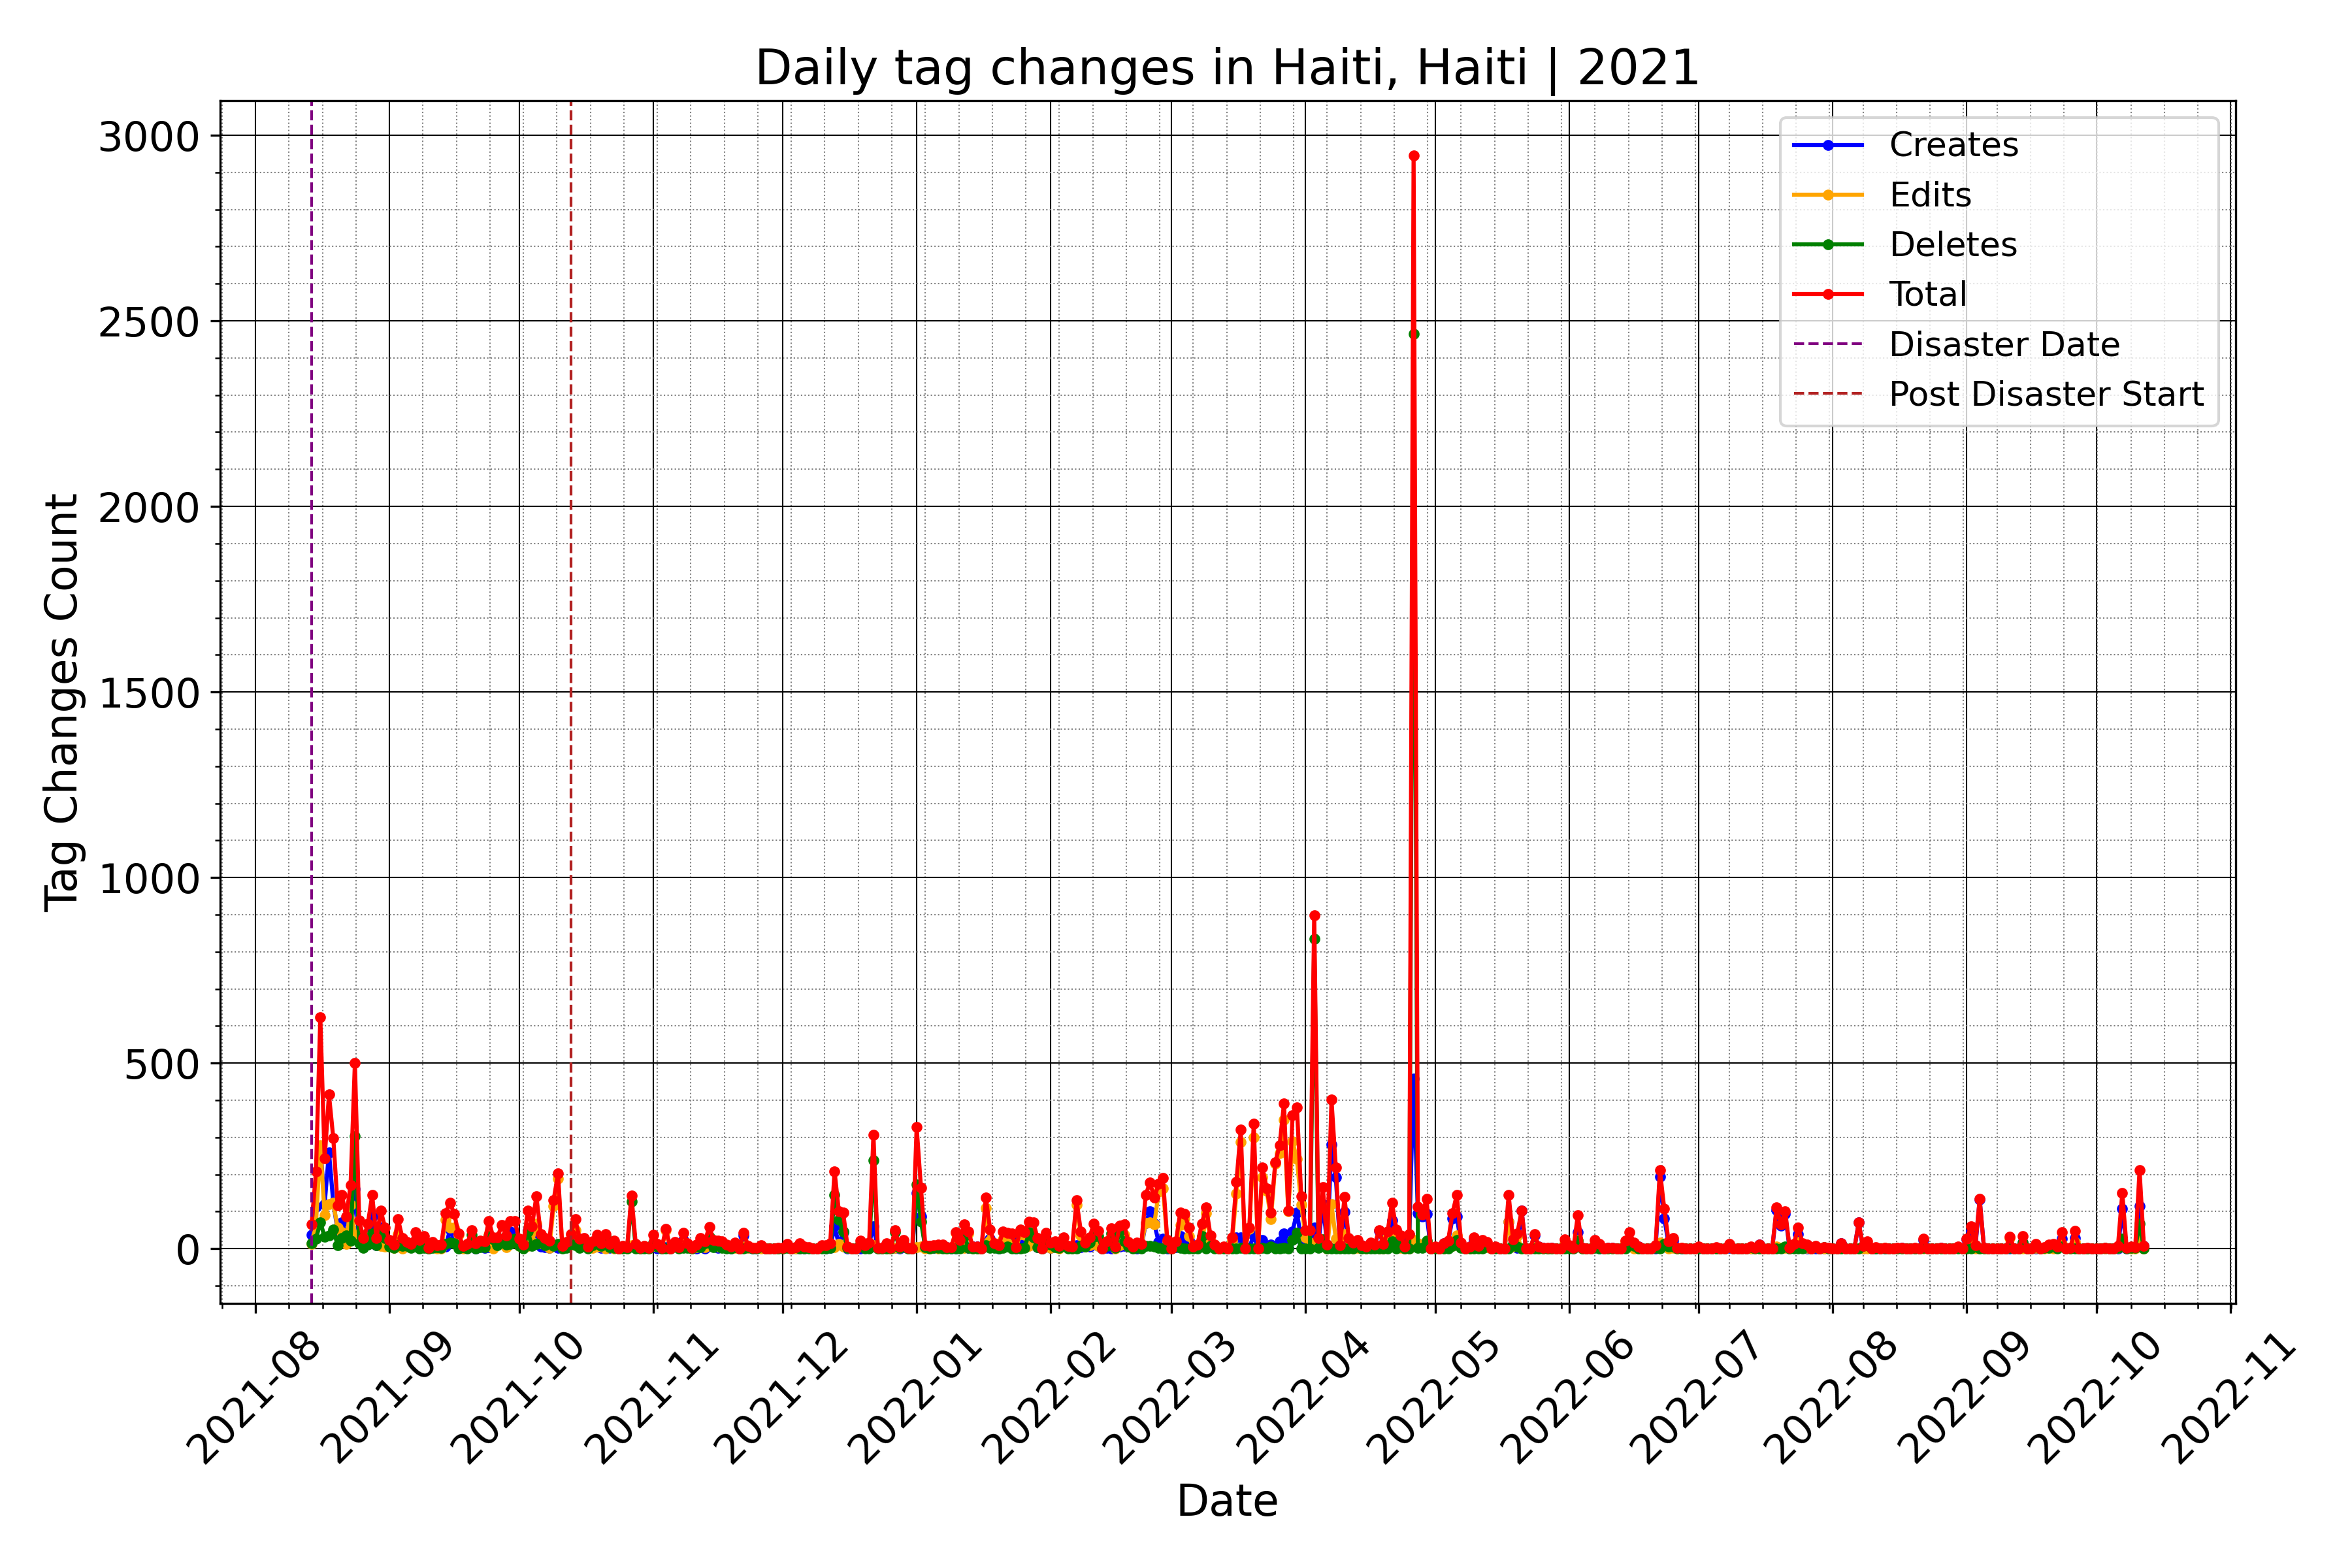 Daily tag changes in Haiti, Haiti | 2021
Tag Changes Count
3000
2500
2000
1500
1000
500
0
Creates
Edits
Deletes
Total
Disaster Date
Post Disaster Start
2021-08
2021-09
2021-10
2021-11
2021-12
2022-01
2022-02
2022-03
2022-04
2022-05
2022-06
2022-07
2022-08
2022-09
2022-10
2022-11
Date